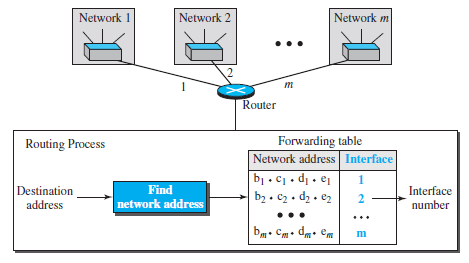 Network 1
Network 2
Network m
1
2
m
Router
Routing Process
Forwarding table
Network address Interface
b1 • c1 • d1 • e1 1
b2 • c2 • d2 • e2 2
bm • cm • dm • em m
Destination
address
Find
network address
Interface
number